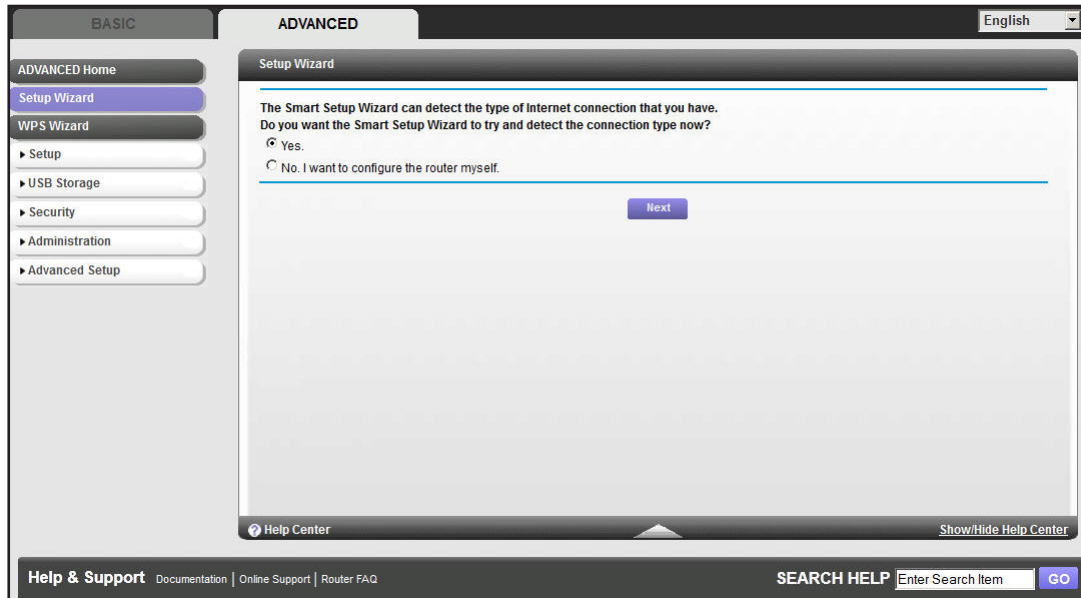 BASIC
ADVANCED
English
ADVANCED Home
Setup Wizard
WPS Wizard
Setup
USB Storage
Security
Administration
Advanced Setup
Setup Wizard
The Smart Setup Wizard can detect the type of Internet connection that you have.
Do you want the Smart Setup Wizard to try and detect the connection type now?
Yes.
No. I want to configure the router myself.
Next
Help Center
Show/Hide Help Center
Help & Support Documentation | Online Support | Router FAQ
SEARCH HELP Enter Search Item GO